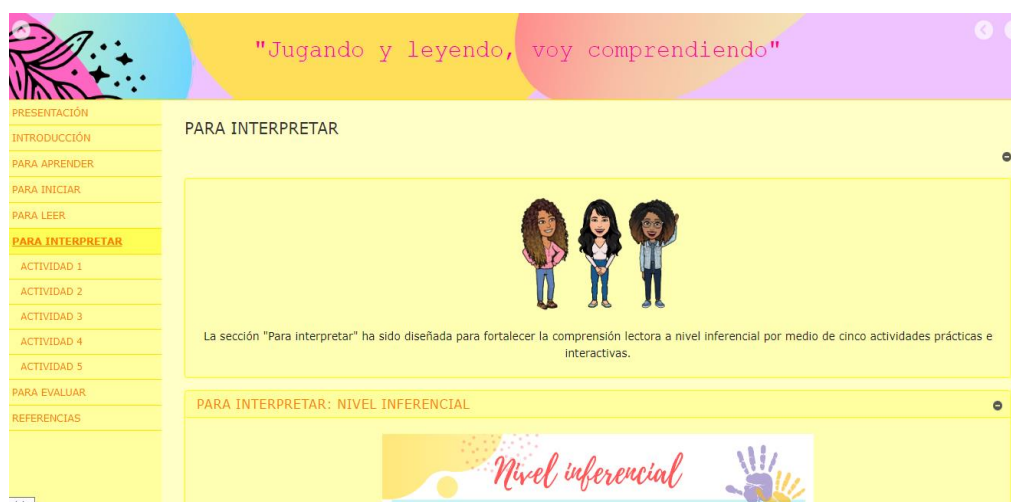 "Jugando y leyendo, voy comprendiendo"
PRESENTACIÓN
INTRODUCCIÓN
PARA APRENDER
PARA INICIAR
PARA LEER
PARA INTERPRETAR
ACTIVIDAD 1
ACTIVIDAD 2
ACTIVIDAD 3
ACTIVIDAD 4
ACTIVIDAD 5
PARA EVALUAR
REFERENCIAS
PARA INTERPRETAR
La sección "Para interpretar" ha sido diseñada para fortalecer la comprensión lectora a nivel inferencial por medio de cinco actividades prácticas e
interactivas.
PARA INTERPRETAR: NIVEL INFERENCIAL
Nivel inferencial